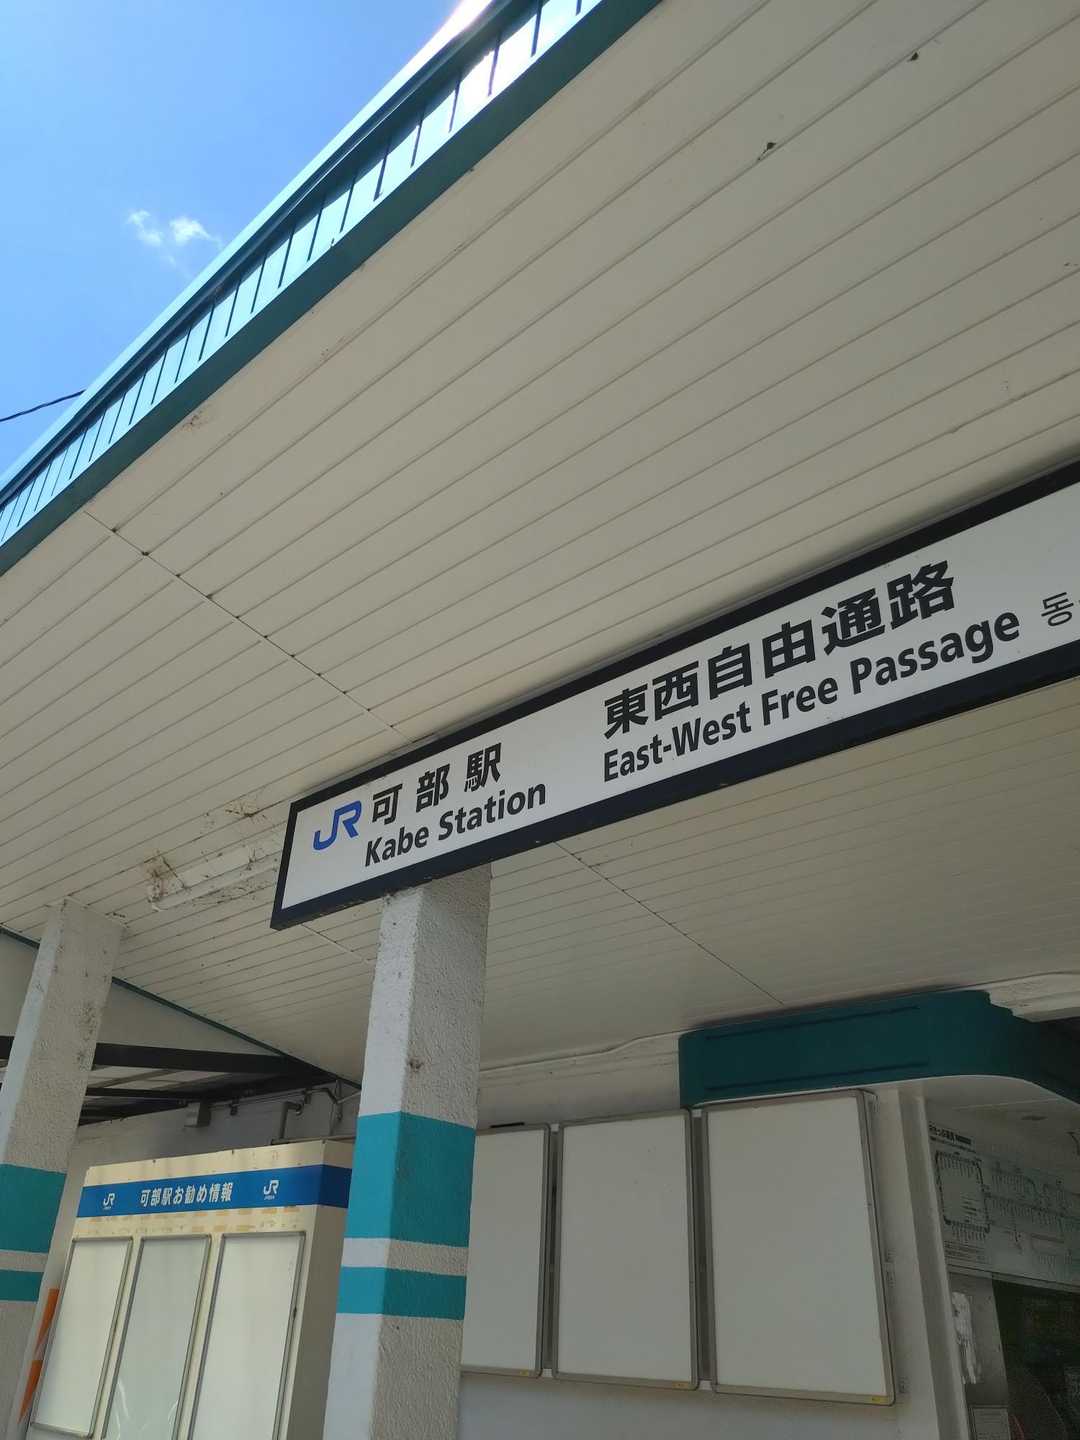 JR 可部駅
Kabe Station
東西自由通路
East-West Free Passage
동
JR 可部駅お勧め情報 JR